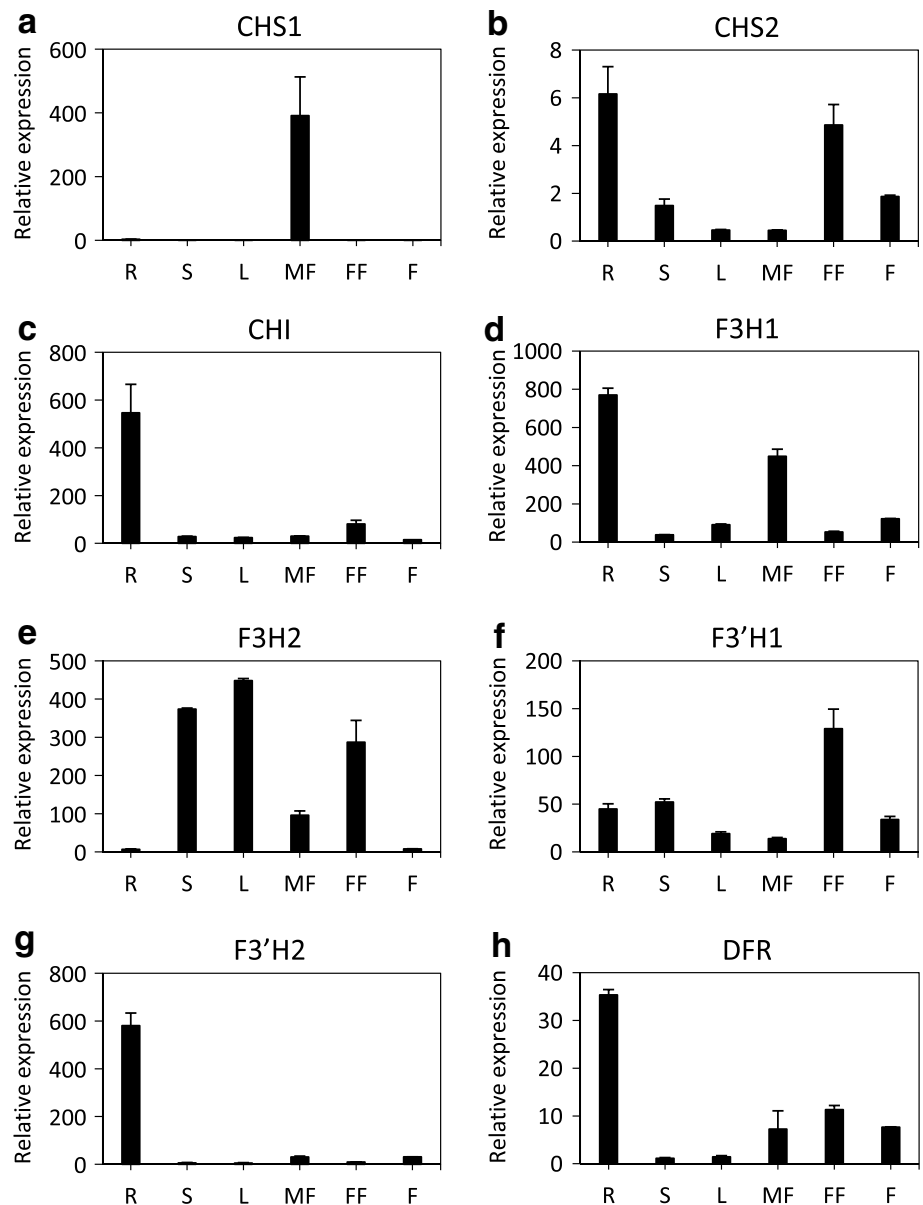 a CHS1
Relative expression
600
400
200
0
R S L MF FF F
b CHS2
Relative expression
8
6
4
2
0
R S L MF FF F
c CHI
Relative expression
800
600
400
200
0
R S L MF FF F
d F3H1
Relative expression
1000
800
600
400
200
0
R S L MF FF F
e F3H2
Relative expression
500
400
300
200
100
0
R S L MF FF F
f F3’H1
Relative expression
200
150
100
50
0
R S L MF FF F
g F3’H2
Relative expression
800
600
400
200
0
R S L MF FF F
h DFR
Relative expression
40
30
20
10
0
R S L MF FF F